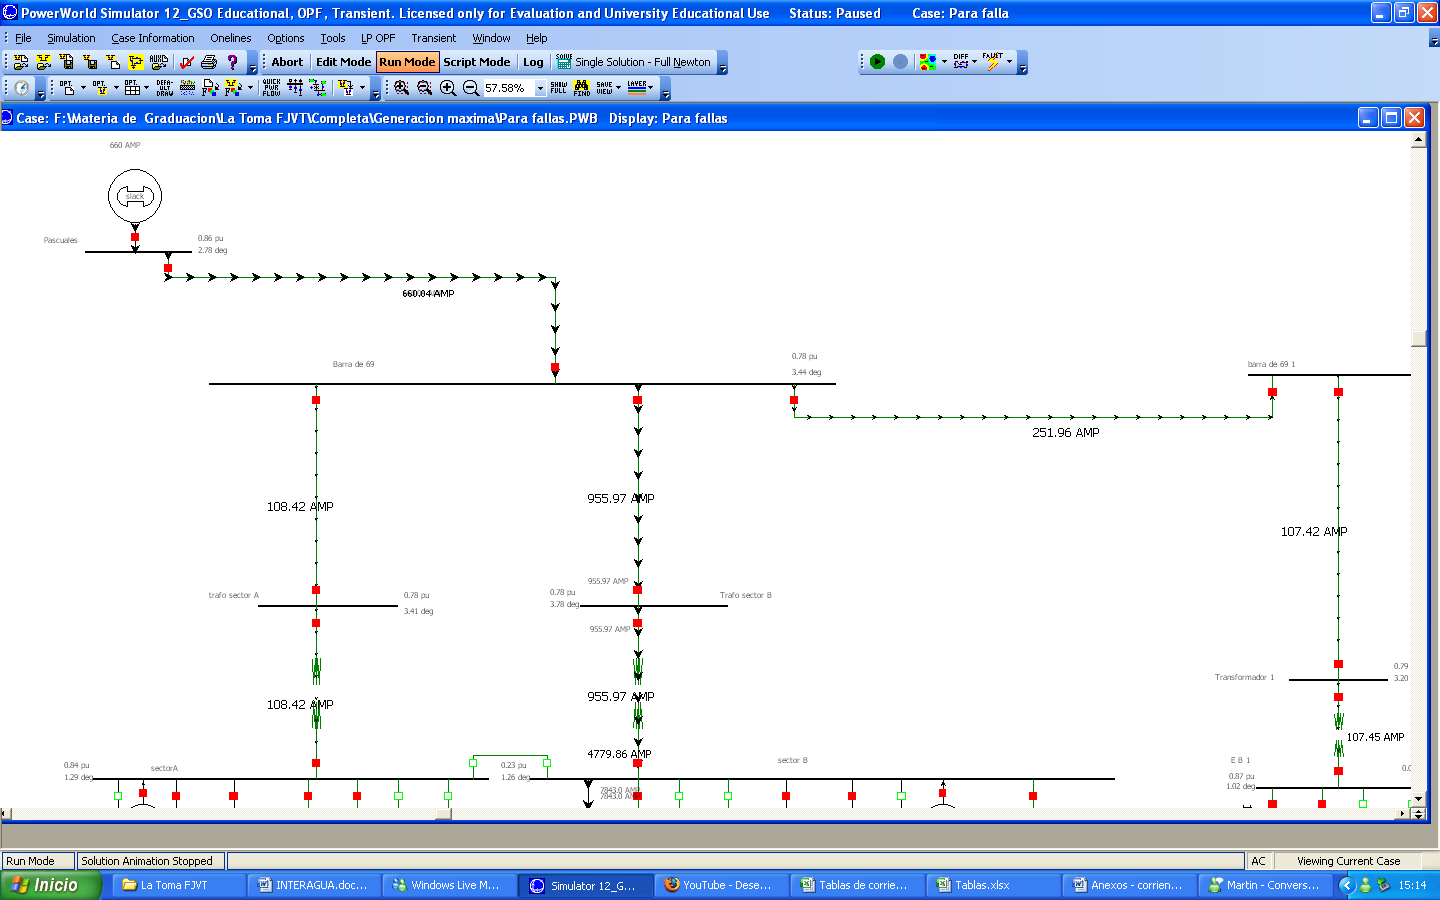 PowerWorld Simulator 12_GSO Educational, OPF, Transient. Licensed only for Evaluation and University Educational Use Status: Paused Case: Para falla
File Simulation Case Information Onelines Options Tools LP OPF Transient Window Help
Abort Edit Mode Run Mode Script Mode Log Single Solution - Full Newton
57.58%
Case: F:\Materia de Graduacion\La Toma FJVT\Completa\Generacion maxima\Para fallas.PWB Display: Para fallas
660 AMP
slack
Pascuales
0.86 pu
2.78 deg
660.04 AMP
Barra de 69
0.78 pu
3.44 deg
barra de 69 1
251.96 AMP
108.42 AMP
955.97 AMP
107.42 AMP
trafo sector A
0.78 pu
3.41 deg
955.97 AMP
0.78 pu
3.78 deg
Trafo sector B
955.97 AMP
Transformador 1
0.79
3.20
108.42 AMP
955.97 AMP
107.45 AMP
4779.86 AMP
0.84 pu
1.29 deg
sectorA
0.23 pu
1.26 deg
sector B
E B 1
0.87 pu
1.02 deg
7843.0 AMP
7843.0 AMP
Run Mode Solution Animation Stopped AC Viewing Current Case
Inicio La Toma FJVT INTERAGUA.doc... Windows Live M... Simulator 12_G... YouTube - Dese... Tablas de corrie... Tablas.xlsx Anexos - corrien... Martin - Convers... 15:14